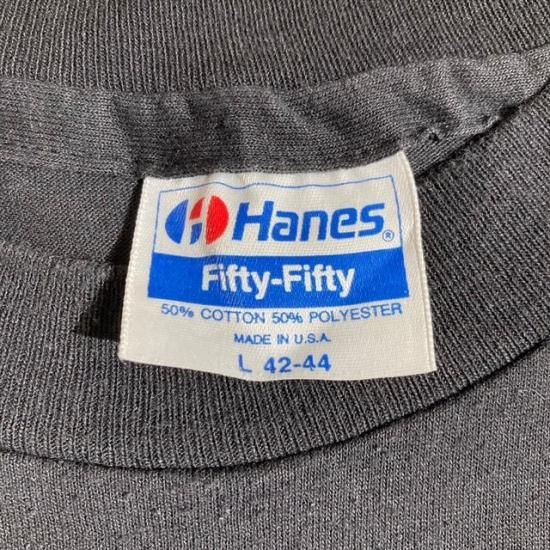 Hanes®
Fifty-Fifty
50% COTTON 50% POLYESTER
MADE IN U.S.A.
L 42-44